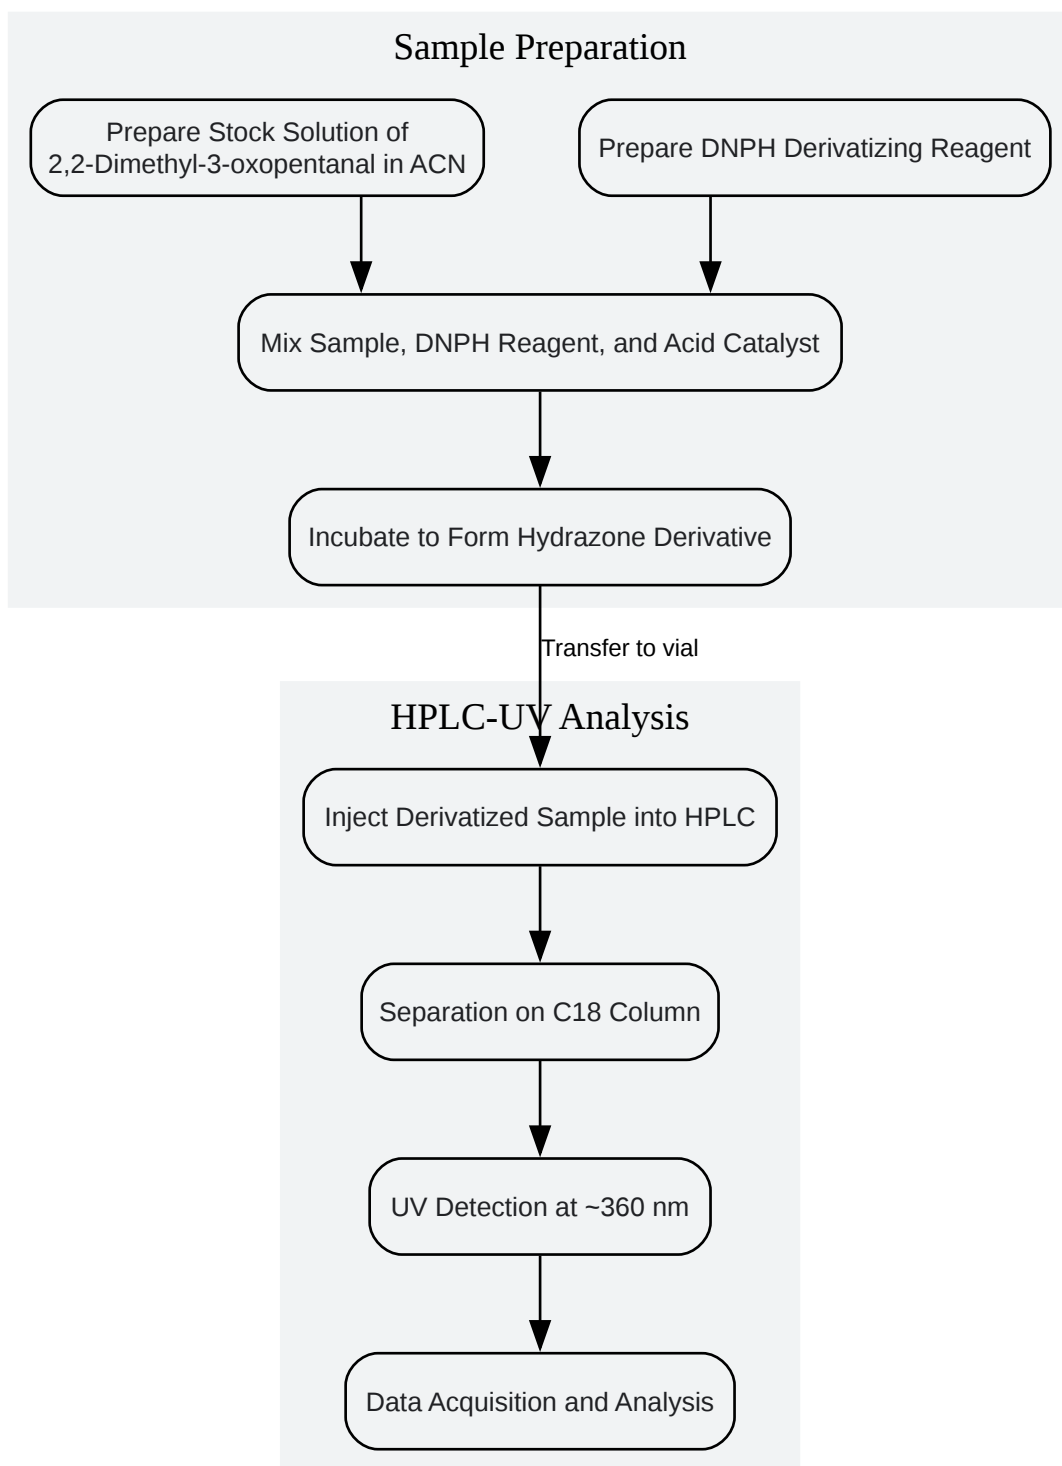 Sample Preparation
Prepare Stock Solution of
2,2-Dimethyl-3-oxopentanal in ACN
Prepare DNPH Derivatizing Reagent
Mix Sample, DNPH Reagent, and Acid Catalyst
Incubate to Form Hydrazone Derivative
Transfer to vial
HPLC-UV Analysis
Inject Derivatized Sample into HPLC
Separation on C18 Column
UV Detection at ~360 nm
Data Acquisition and Analysis